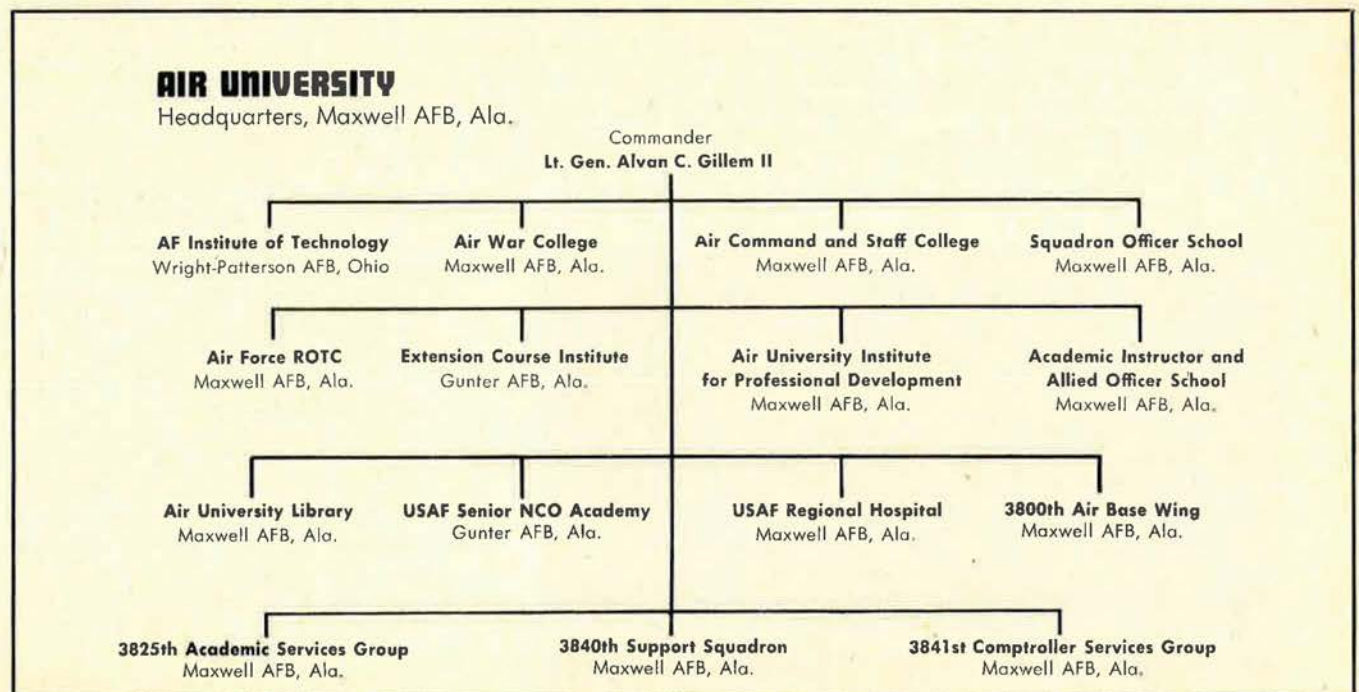 AIR UNIVERSITY
Headquarters, Maxwell AFB, Ala.
Commander
Lt. Gen. Alvan C. Gillem II
AF Institute of Technology
Wright-Patterson AFB, Ohio
Air War College
Maxwell AFB, Ala.
Air Command and Staff College
Maxwell AFB, Ala.
Squadron Officer School
Maxwell AFB, Ala.
Air Force ROTC
Maxwell AFB, Ala.
Extension Course Institute
Gunter AFB, Ala.
Air University Institute
for Professional Development
Maxwell AFB, Ala.
Academic Instructor and
Allied Officer School
Maxwell AFB, Ala.
Air University Library
Maxwell AFB, Ala.
USAF Senior NCO Academy
Gunter AFB, Ala.
USAF Regional Hospital
Maxwell AFB, Ala.
3800th Air Base Wing
Maxwell AFB, Ala.
3825th Academic Services Group
Maxwell AFB, Ala.
3840th Support Squadron
Maxwell AFB, Ala.
3841st Comptroller Services Group
Maxwell AFB, Ala.